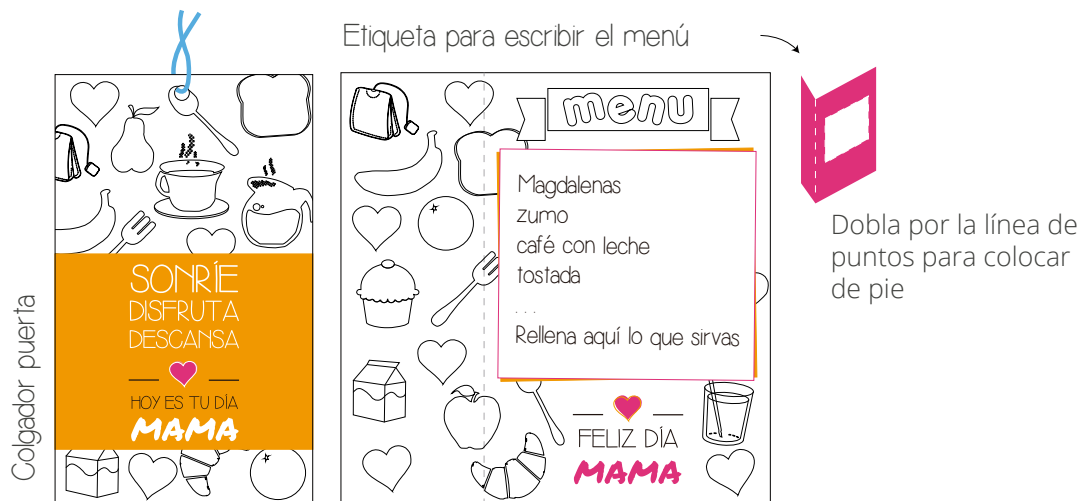 Etiqueta para escribir el menú
Colgador puerta
SONRÍE
DISFRUTA
DESCANSA
HOY ES TU DÍA
MAMA
menu
Magdalenas
zumo
café con leche
tostada
...
Rellena aquí lo que sirvas
FELIZ DÍA
MAMA
Dobla por la línea de
puntos para colocar
de pie